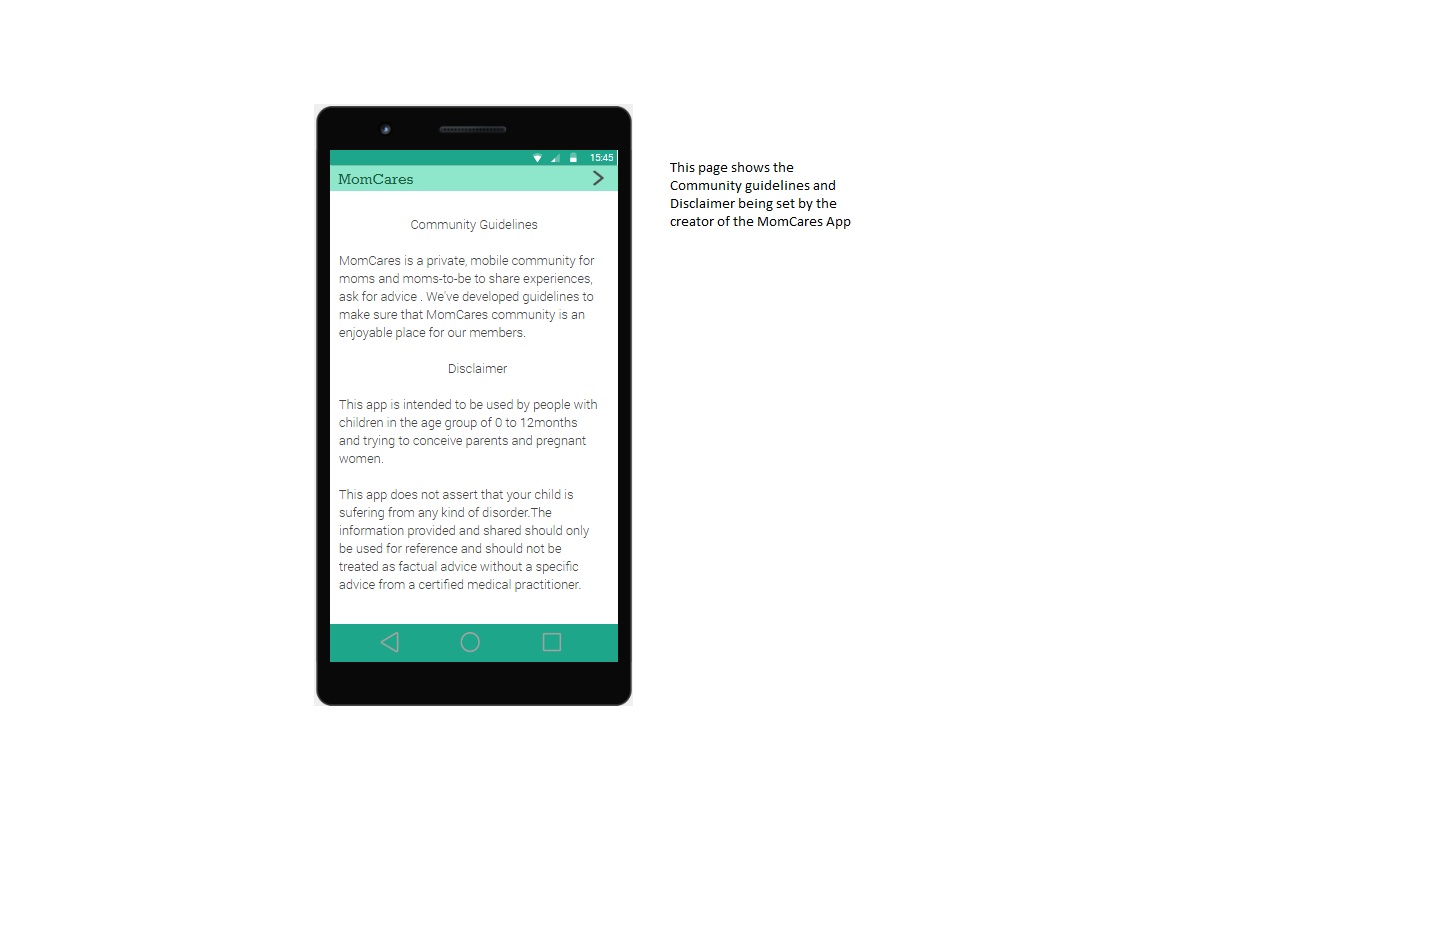 15:45
MomCares
Community Guidelines
MomCares is a private, mobile community for
moms and moms-to-be to share experiences,
ask for advice . We've developed guidelines to
make sure that MomCares community is an
enjoyable place for our members.
Disclaimer
This app is intended to be used by people with
children in the age group of 0 to 12months
and trying to conceive parents and pregnant
women.
This app does not assert that your child is
sufering from any kind of disorder.The
information provided and shared should only
be used for reference and should not be
treated as factual advice without a specific
advice from a certified medical practitioner.
This page shows the
Community guidelines and
Disclaimer being set by the
creator of the MomCares App